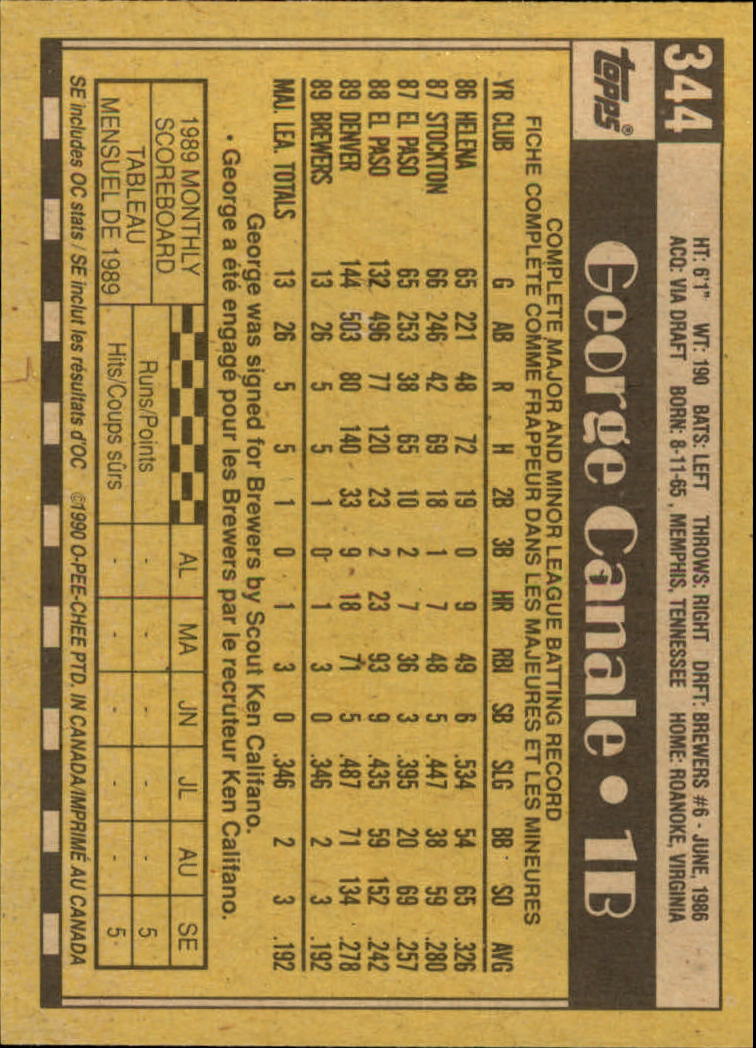 344
HT: 6'1" WT: 190 BATS: LEFT THROWS: RIGHT DRFT: BREWERS #6 - JUNE, 1986
ACQ: VIA DRAFT BORN: 8-11-65, MEMPHIS, TENNESSEE HOME: ROANOKE, VIRGINIA
topps®
George Canale • 1B
COMPLETE MAJOR AND MINOR LEAGUE BATTING RECORD
FICHE COMPLÈTE COMME FRAPPEUR DANS LES MAJEURES ET LES MINEURES
YR CLUB G AB R H 2B 3B HR RBI SB SLG BB SO AVG
86 HELENA 65 221 48 72 19 0 9 49 6 .534 54 65 .326
87 STOCKTON 66 246 42 69 18 1 7 48 5 .447 38 59 .280
87 EL PASO 65 253 38 65 10 2 7 36 3 .395 20 69 .257
88 EL PASO 132 496 77 120 23 2 23 93 9 .435 59 152 .242
89 DENVER 144 503 80 140 33 9 18 71 5 .487 71 134 .278
89 BREWERS 13 26 5 5 1 0 1 3 0 .346 2 3 .192
MAJ. LEA. TOTALS 13 26 5 5 1 0 1 3 0 .346 2 3 .192
George was signed for Brewers by Scout Ken Califano.
• George a été engagé pour les Brewers par le recruteur Ken Califano.
1989 MONTHLY
SCOREBOARD
TABLEAU
MENSUEL DE 1989
AL MA JN JL AU SE
Runs/Points - - - - - 5
Hits/Coups sûrs - - - - - 5
SE includes OC stats / SE inclut les résultats d'OC ©1990 O-PEE-CHEE PTD. IN CANADA/IMPRIMÉ AU CANADA